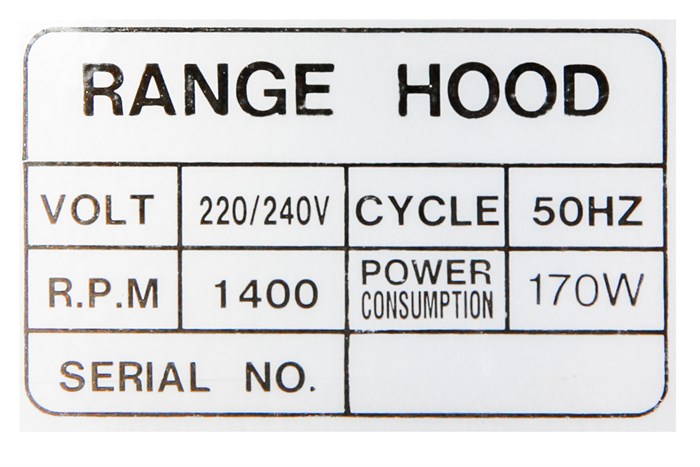 RANGE HOOD
VOLT 220/240V CYCLE 50HZ
R.P.M 1400 POWER CONSUMPTION 170W
SERIAL NO.